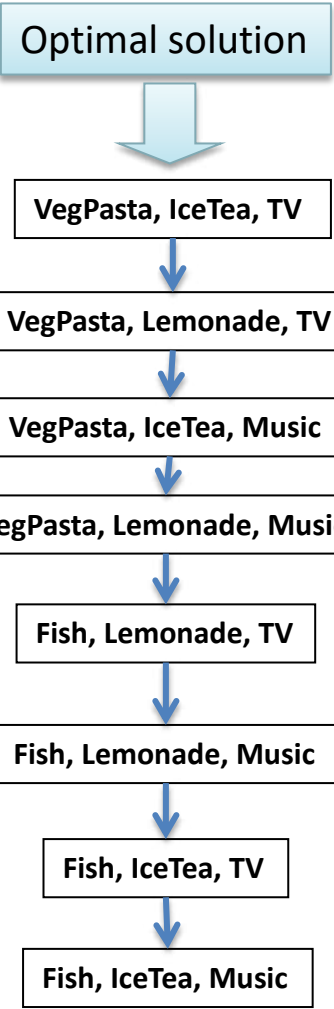 Optimal solution
VegPasta, IceTea, TV
VegPasta, Lemonade, TV
VegPasta, IceTea, Music
egPasta, Lemonade, Musi
Fish, Lemonade, TV
Fish, Lemonade, Music
Fish, IceTea, TV
Fish, IceTea, Music